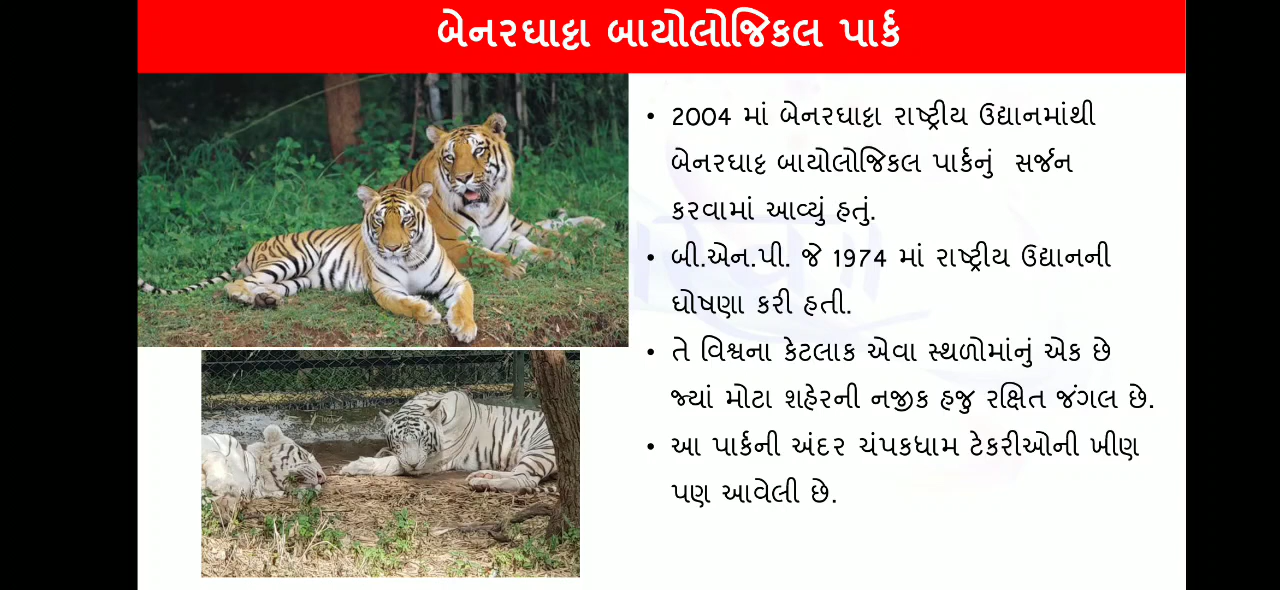 બેનરઘાટ્ટા બાયોલોજિકલ પાર્ક
• 2004 માં બેનરઘાટ્ટા રાષ્ટ્રીય ઉદ્યાનમાંથી
બેનરઘાટ્ટ બાયોલોજિકલ પાર્કનું સર્જન
કરવામાં આવ્યું હતું.
• બી.એન.પી. જે 1974 માં રાષ્ટ્રીય ઉદ્યાનની
ઘોષણા કરી હતી.
• તે વિશ્વના કેટલાક એવા સ્થળોમાંનું એક છે
જ્યાં મોટા શહેરની નજીક હજુ રક્ષિત જંગલ છે.
• આ પાર્કની અંદર ચંપકધામ ટેકરીઓની ખીણ
પણ આવેલી છે.